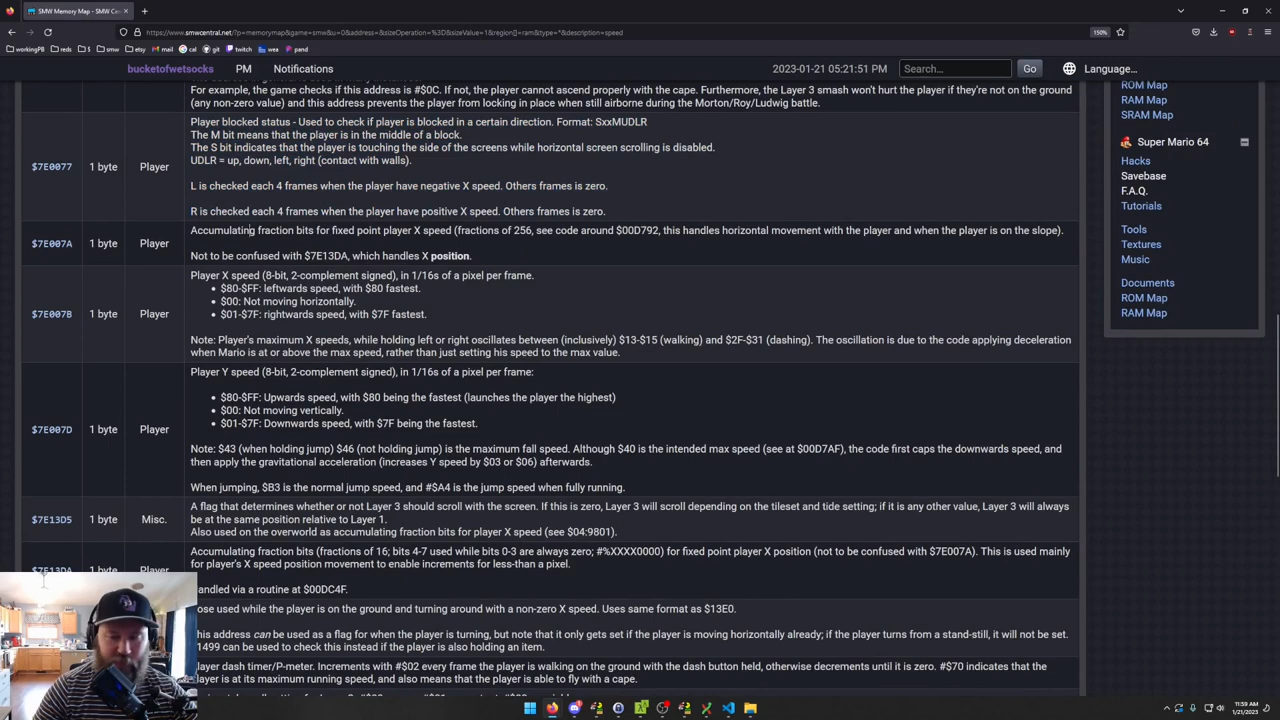 SMW Memory Map - SMW Cen
https://www.smwcentral.net/?p=memorymap&game=smw&u=0&address=&sizeOperation=%3D&sizeValue=1&region[]=ram&type=*&description=speed
150%
workingPB
reds
$
smw
etsy
mail
cal
git
twitch
wea
pand
bucketofwetsocks
PM
Notifications
2023-01-21 05:21:51 PM
Search...
Go
Language...
For example, the game checks if this address is #$0C. If not, the player cannot ascend properly with the cape. Furthermore, the Layer 3 smash won't hurt the player if they're not on the ground
(any non-zero value) and this address prevents the player from locking in place when still airborne during the Morton/Roy/Ludwig battle.
$7E0077
1 byte
Player
Player blocked status - Used to check if player is blocked in a certain direction. Format: SxxMUDLR
The M bit means that the player is in the middle of a block.
The S bit indicates that the player is touching the side of the screens while horizontal screen scrolling is disabled.
UDLR = up, down, left, right (contact with walls).
L is checked each 4 frames when the player have negative X speed. Others frames is zero.
R is checked each 4 frames when the player have positive X speed. Others frames is zero.
$7E007A
1 byte
Player
Accumulating fraction bits for fixed point player X speed (fractions of 256, see code around $00D792, this handles horizontal movement with the player and when the player is on the slope).
Not to be confused with $7E13DA, which handles X position.
$7E007B
1 byte
Player
Player X speed (8-bit, 2-complement signed), in 1/16s of a pixel per frame.
• $80-$FF: leftwards speed, with $80 fastest.
• $00: Not moving horizontally.
• $01-$7F: rightwards speed, with $7F fastest.
Note: Player's maximum X speeds, while holding left or right oscillates between (inclusively) $13-$15 (walking) and $2F-$31 (dashing). The oscillation is due to the code applying deceleration
when Mario is at or above the max speed, rather than just setting his speed to the max value.
$7E007D
1 byte
Player
Player Y speed (8-bit, 2-complement signed), in 1/16s of a pixel per frame:
• $80-$FF: Upwards speed, with $80 being the fastest (launches the player the highest)
• $00: Not moving vertically.
• $01-$7F: Downwards speed, with $7F being the fastest.
Note: $43 (when holding jump) $46 (not holding jump) is the maximum fall speed. Although $40 is the intended max speed (see at $00D7AF), the code first caps the downwards speed, and
then apply the gravitational acceleration (increases Y speed by $03 or $06) afterwards.
When jumping, $B3 is the normal jump speed, and #$A4 is the jump speed when fully running.
$7E13D5
1 byte
Misc.
A flag that determines whether or not Layer 3 should scroll with the screen. If this is zero, Layer 3 will scroll depending on the tileset and tide setting; if it is any other value, Layer 3 will always
be at the same position relative to Layer 1.
Also used on the overworld as accumulating fraction bits for player X speed (see $04:9801).
$7E13DA
1 byte
Player
Accumulating fraction bits (fractions of 16; bits 4-7 used while bits 0-3 are always zero; #%XXXX0000) for fixed point player X position (not to be confused with $7E007A). This is used mainly
for player's X speed position movement to enable increments for less-than a pixel.
andled via a routine at $00DC4F.
ose used while the player is on the ground and turning around with a non-zero X speed. Uses same format as $13E0.
his address can be used as a flag for when the player is turning, but note that it only gets set if the player is moving horizontally already; if the player turns from a stand-still, it will not be set.
1499 can be used to check this instead if the player is also holding an item.
layer dash timer/P-meter. Increments with #$02 every frame the player is walking on the ground with the dash button held, otherwise decrements until it is zero. #$70 indicates that the
layer is at its maximum running speed, and also means that the player is able to fly with a cape.
ROM Map
RAM Map
SRAM Map
Super Mario 64
Hacks
Savebase
F.A.Q.
Tutorials
Tools
Textures
Music
Documents
ROM Map
RAM Map
11:59 AM
1/21/2023